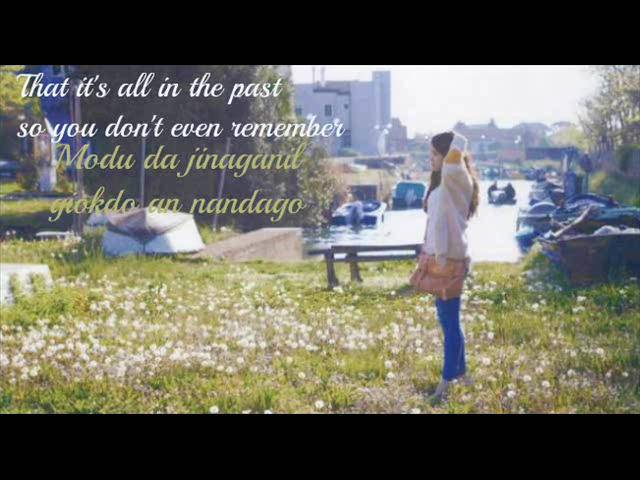 That it's all in the past
so you don't even remember
Modu da jinaganil
giokdo an nandago